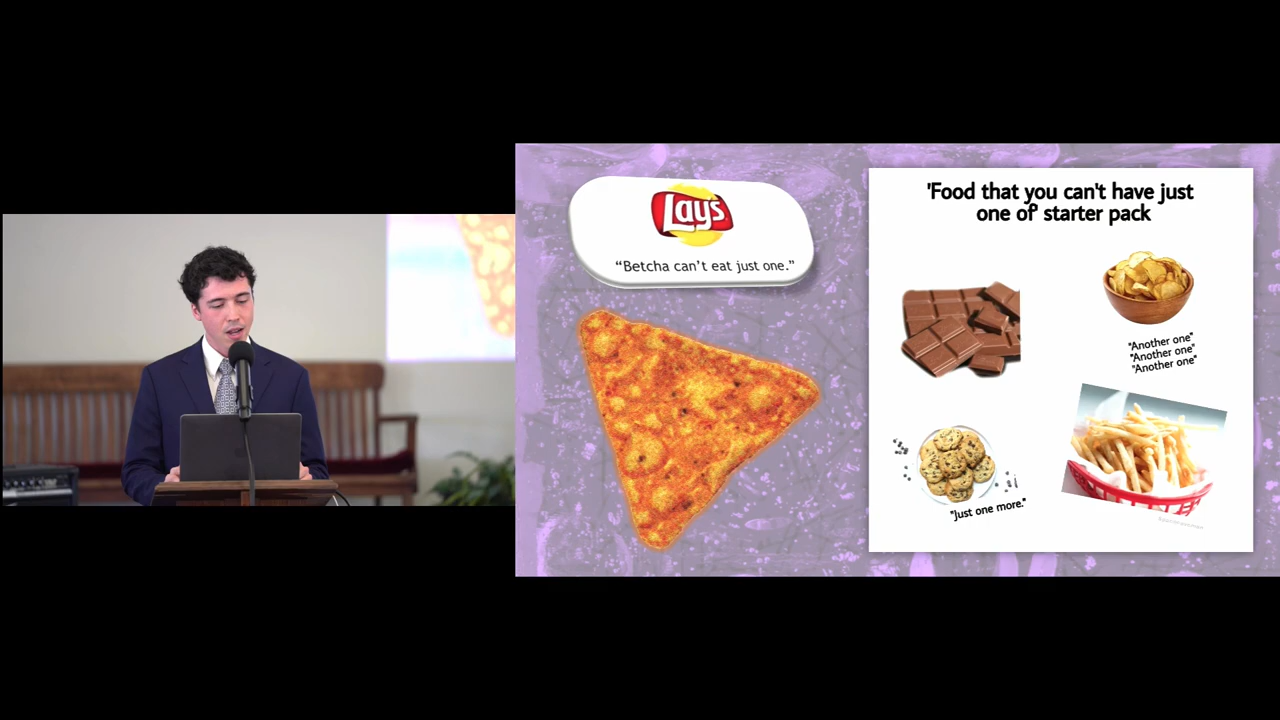 Lays
“Betcha can’t eat just one.”
'Food that you can't have just
one of' starter pack
"Another one"
"Another one"
"Another one"
"Just one more."